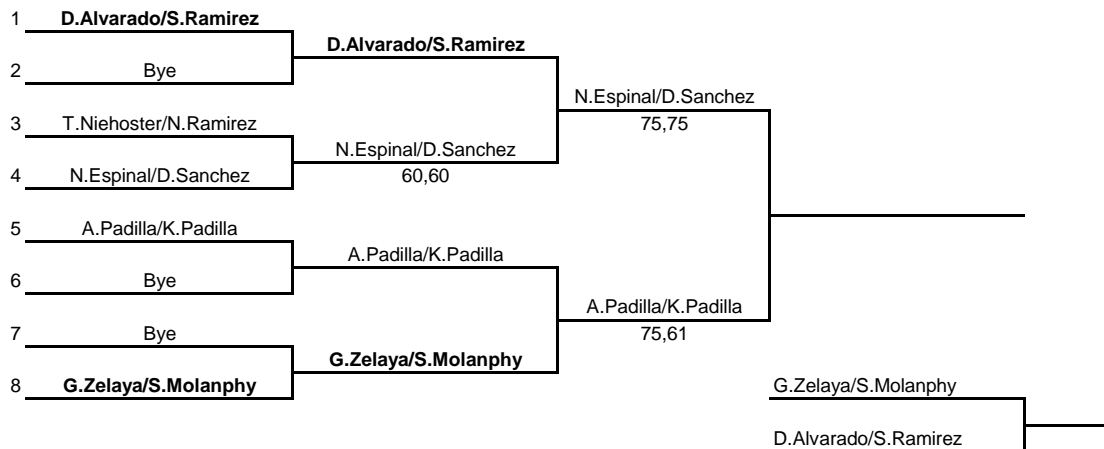 1 D.Alvarado/S.Ramirez
D.Alvarado/S.Ramirez
2 Bye
N.Espinal/D.Sanchez
3 T.Niehoster/N.Ramirez
75,75
N.Espinal/D.Sanchez
4 N.Espinal/D.Sanchez
60,60
5 A.Padilla/K.Padilla
A.Padilla/K.Padilla
6 Bye
A.Padilla/K.Padilla
7 Bye
75,61
G.Zelaya/S.Molanphy
8 G.Zelaya/S.Molanphy
G.Zelaya/S.Molanphy
D.Alvarado/S.Ramirez